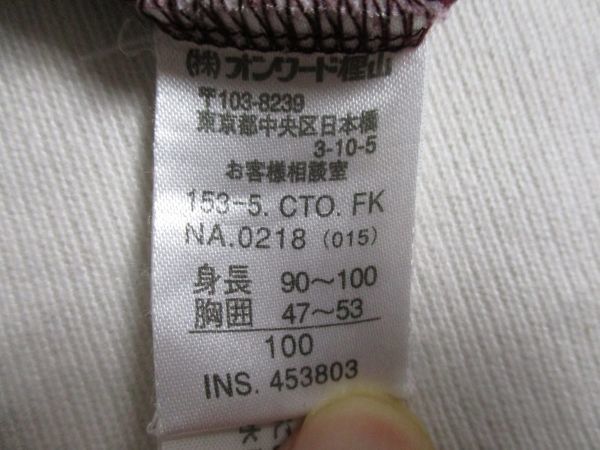 (株)オンワード樫山
〒103-8239
東京都中央区日本橋
3-10-5
お客様相談室
153-5. CTO. FK
NA.0218 (015)
身長 90〜100
胸囲 47〜53
100
INS. 453803